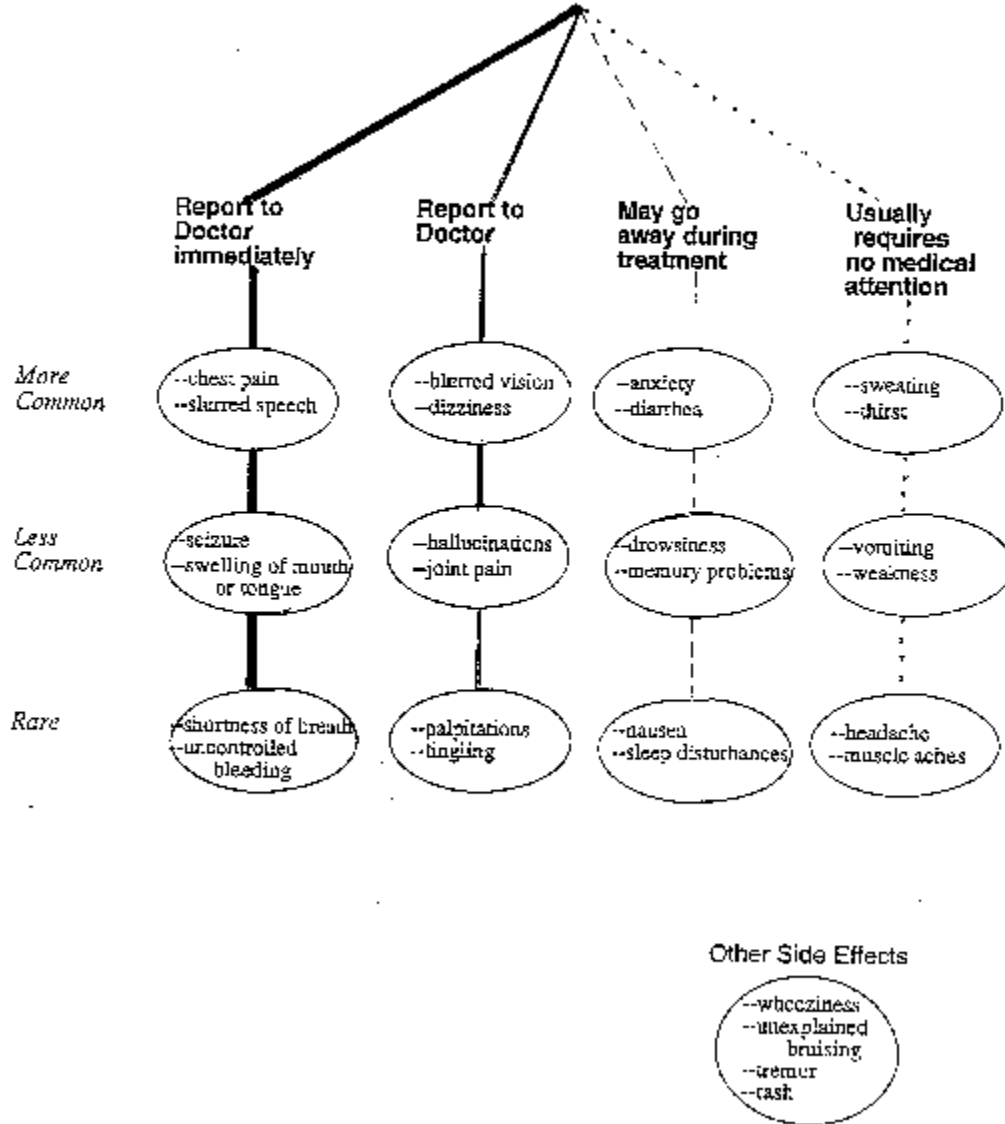 Report to
Doctor
immediately
Report to
Doctor
May go
away during
treatment
Usually
requires
no medical
attention
More
Common
--chest pain
--slurred speech
--blurred vision
--dizziness
--anxiety
--diarrhea
--sweating
--thirst
Less
Common
--seizure
--swelling of mouth
or tongue
--hallucinations
--joint pain
--drowsiness
--memory problems
--vomiting
--weakness
Rare
--shortness of breath
--uncontrolled
bleeding
--palpitations
--tingling
--nausea
--sleep disturbances
--headache
--muscle aches
Other Side Effects
--wheeziness
--unexplained
bruising
--tremor
--rash